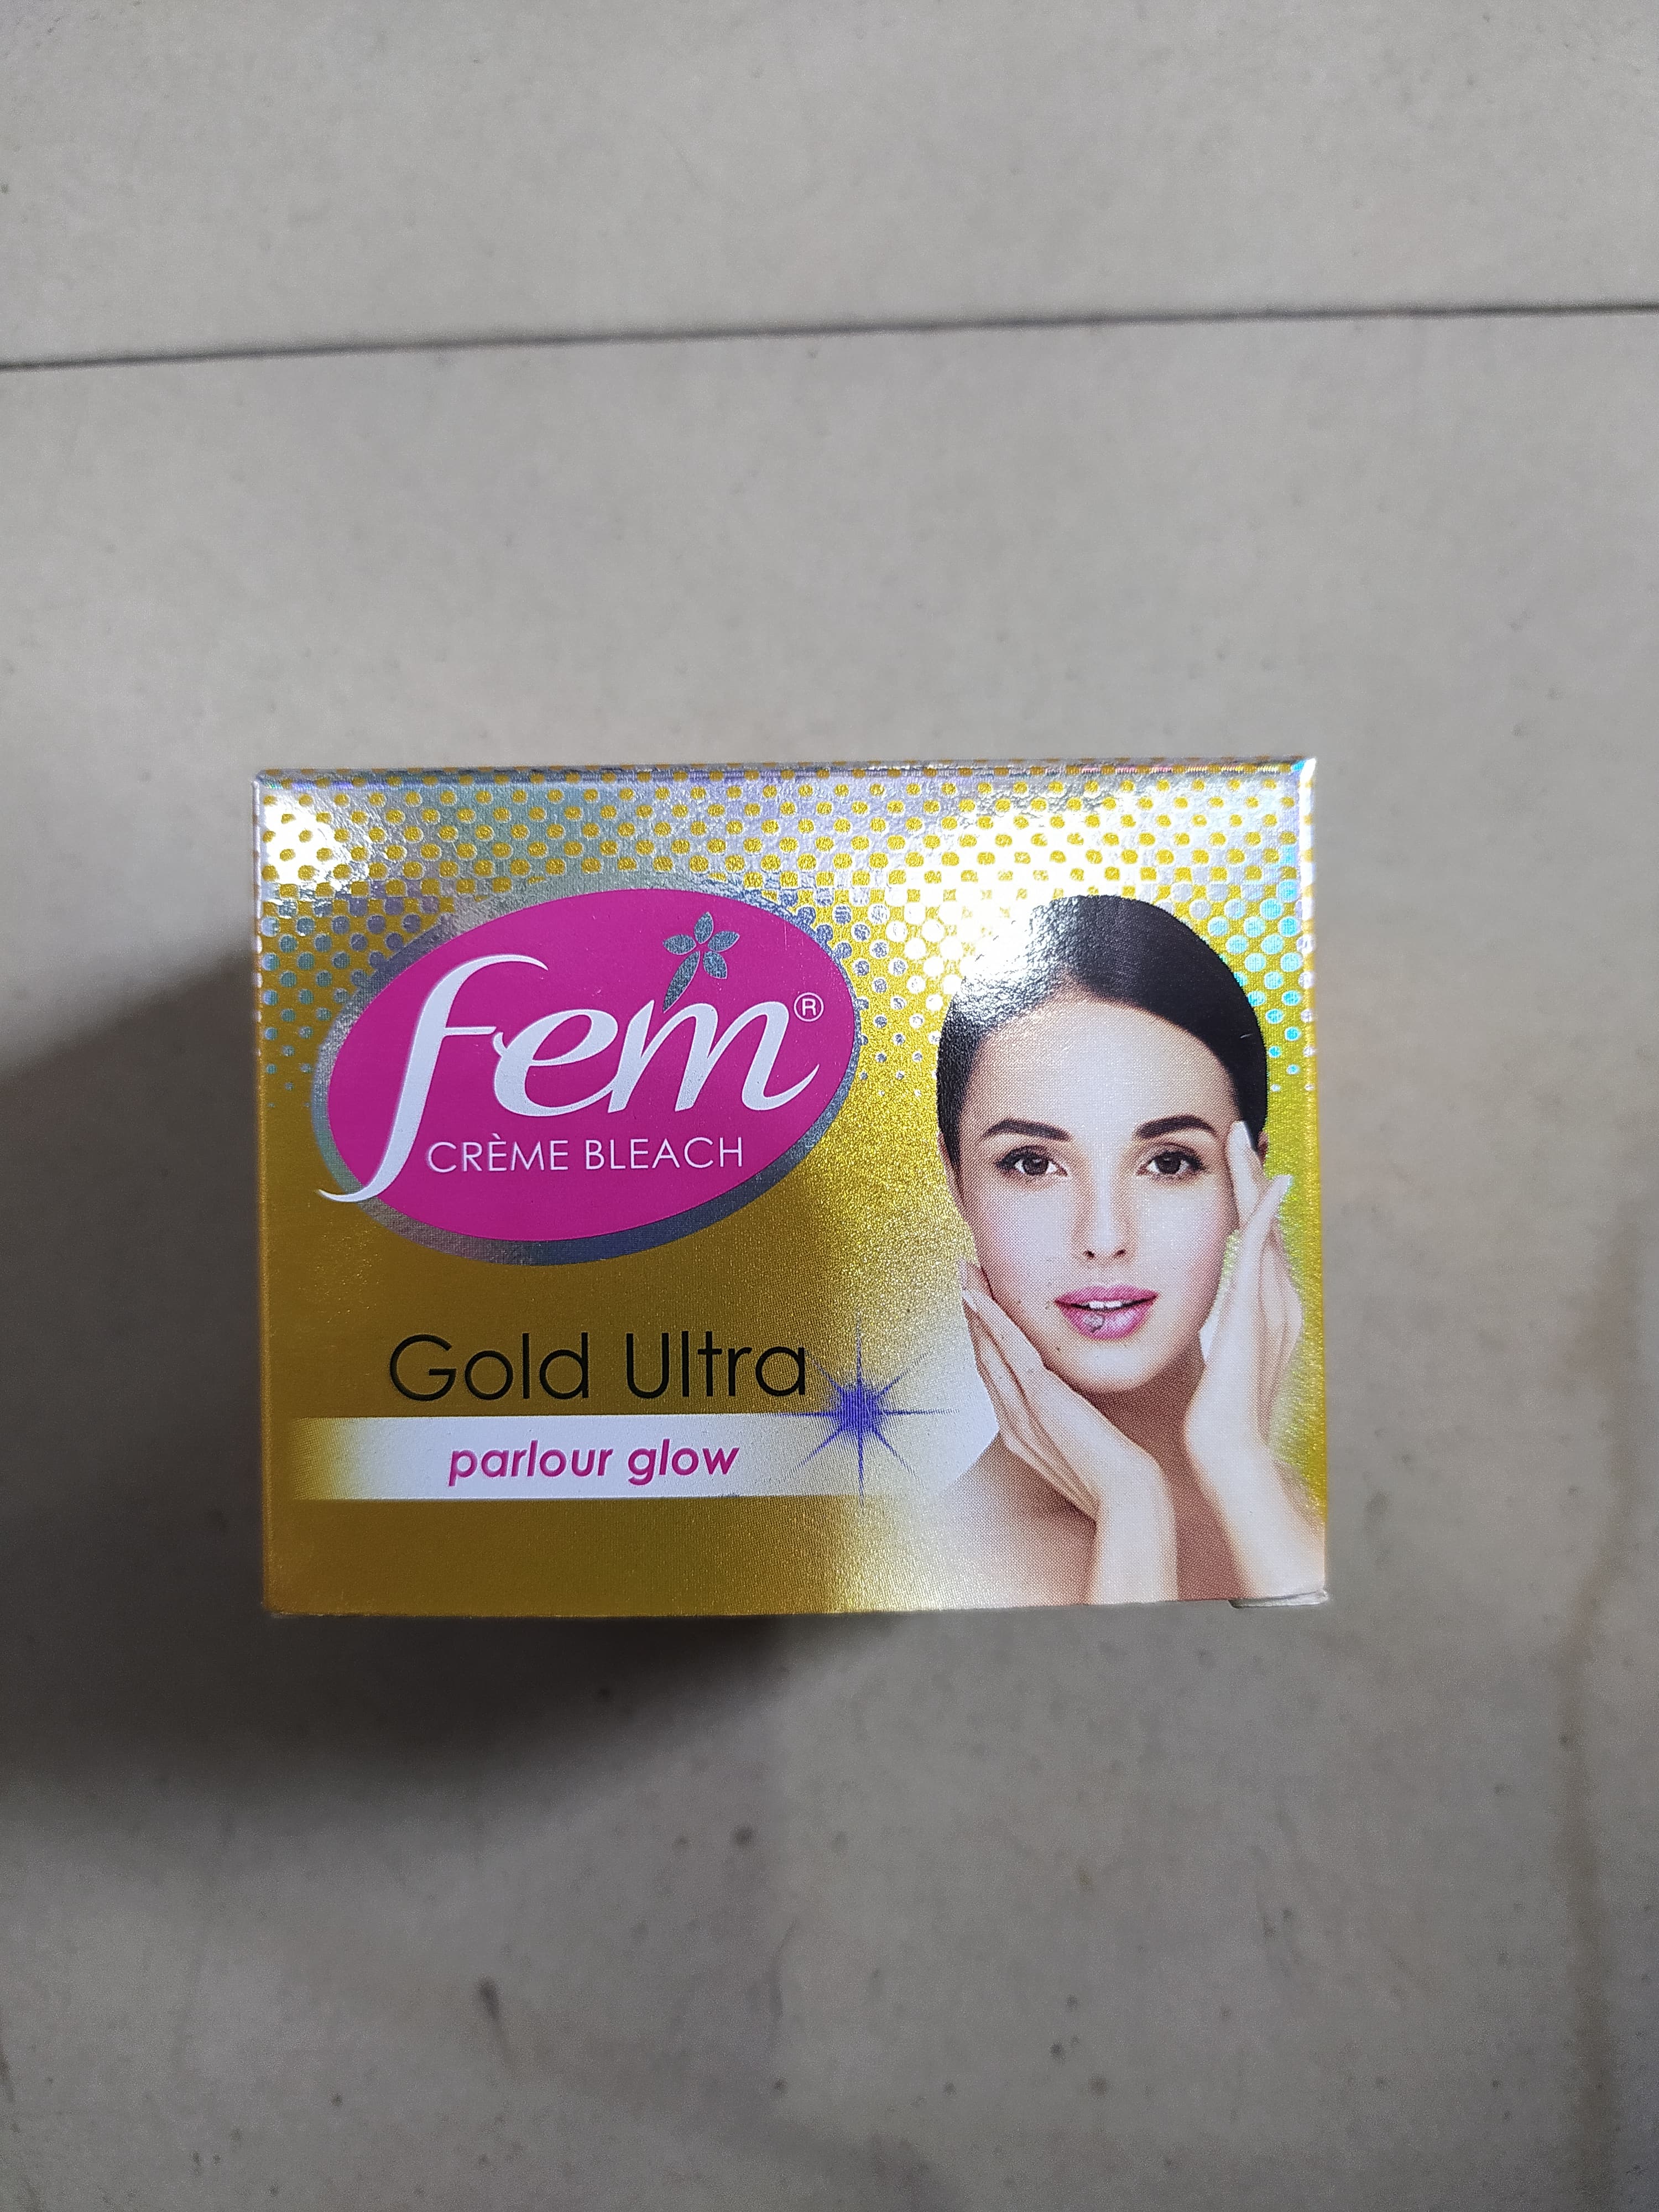 fem®
CRÈME BLEACH
Gold Ultra
parlour glow